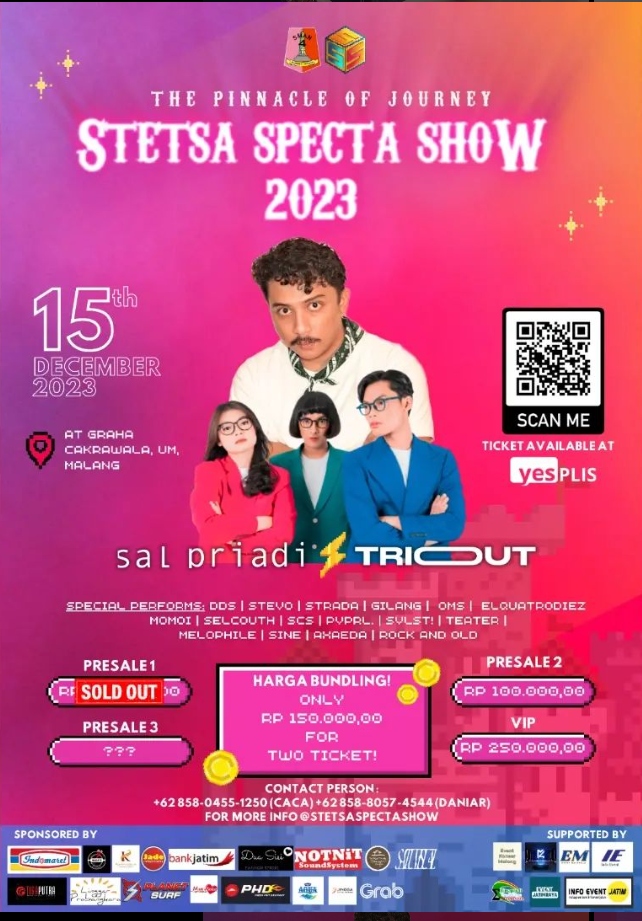 THE PINNACLE OF JOURNEY
STETSA SPECTA SHOW
2023
15th
DECEMBER
2023
AT GRAHA
CAKRAWALA, UM,
MALANG
SCAN ME
TICKET AVAILABLE AT
yesPLIS
sal priadi TRIOUT
SPECIAL PERFORMS: DDS | STEVO | STRADA | GILANG | OMS | ELQUATRODIEZ
MOMOI | SELCOUTH | SCS | PVPRL. | SVLST! | TEATER |
MELOPHILE | SINE | AXAEDA | ROCK AND OLD
PRESALE 1
SOLD OUT
PRESALE 3
???
HARGA BUNDLING!
ONLY
RP 150.000,00
FOR
TWO TICKET!
PRESALE 2
RP 100.000,00
VIP
RP 250.000,00
CONTACT PERSON :
+62 858-0455-1250 (CACA) +62 858-8057-4544 (DANIAR)
FOR MORE INFO @STETSASPECTASHOW
SPONSORED BY
SUPPORTED BY
Indomaret
bankjatim
NOTNiT
SoundSystem
EM
IE
PLANET
SURF
PHD
Grab
INFO EVENT JATIM